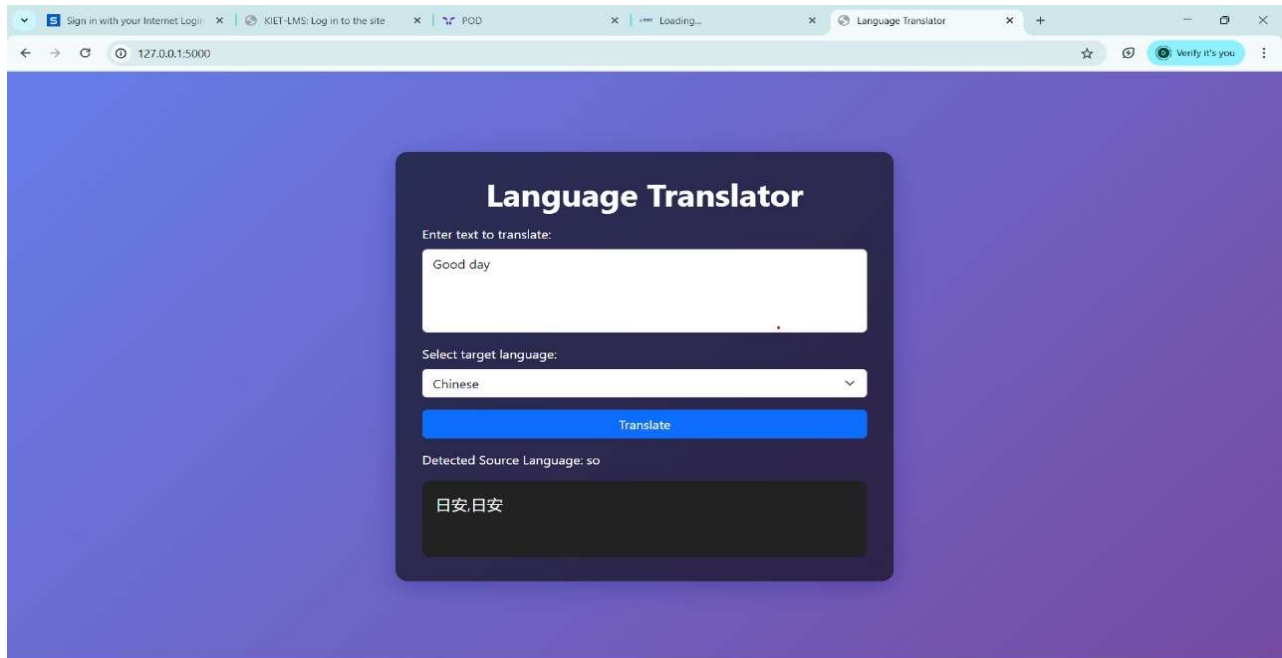 Sign in with your Internet Login
KIET-LMS: Log in to the site
POD
Loading...
Language Translator
127.0.0.1:5000
Verify it's you
Language Translator
Enter text to translate:
Good day
Select target language:
Chinese
Translate
Detected Source Language: so
日安,日安